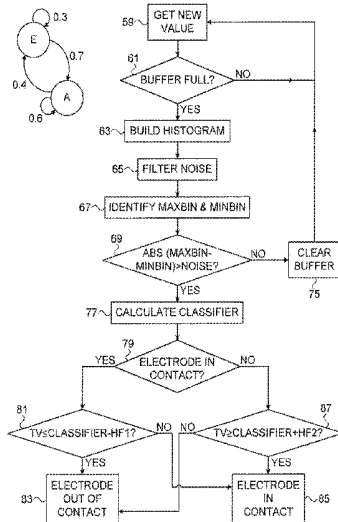 0.3
E
0.7
0.4
A
0.6
59
GET NEW
VALUE
61
BUFFER FULL?
NO
YES
63
BUILD HISTOGRAM
65
FILTER NOISE
67
IDENTIFY MAXBIN & MINBIN
69
ABS (MAXBIN-
MINBIN)>NOISE?
NO
CLEAR
BUFFER
75
YES
77
CALCULATE CLASSIFIER
79
YES
ELECTRODE IN
CONTACT?
NO
81
TV≤CLASSIFIER-HF1?
NO
87
NO
TV≥CLASSIFIER+HF2?
YES
YES
83
ELECTRODE
OUT OF
CONTACT
ELECTRODE
IN
CONTACT
85